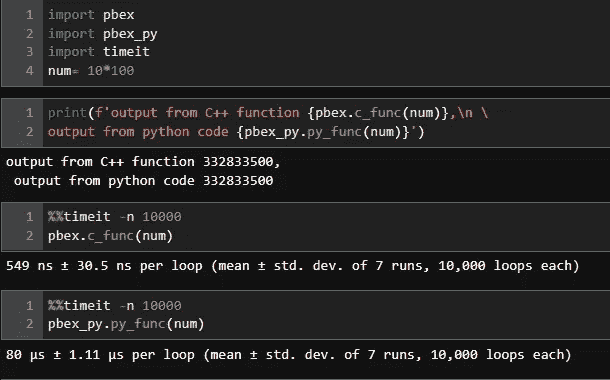 1 import pbex
2 import pbex_py
3 import timeit
4 num= 10*100
1 print(f'output from C++ function {pbex.c_func(num)},\n \
2 output from python code {pbex_py.py_func(num)}')
output from C++ function 332833500,
 output from python code 332833500
1 %%timeit -n 10000
2 pbex.c_func(num)
549 ns ± 30.5 ns per loop (mean ± std. dev. of 7 runs, 10,000 loops each)
1 %%timeit -n 10000
2 pbex_py.py_func(num)
80 µs ± 1.11 µs per loop (mean ± std. dev. of 7 runs, 10,000 loops each)